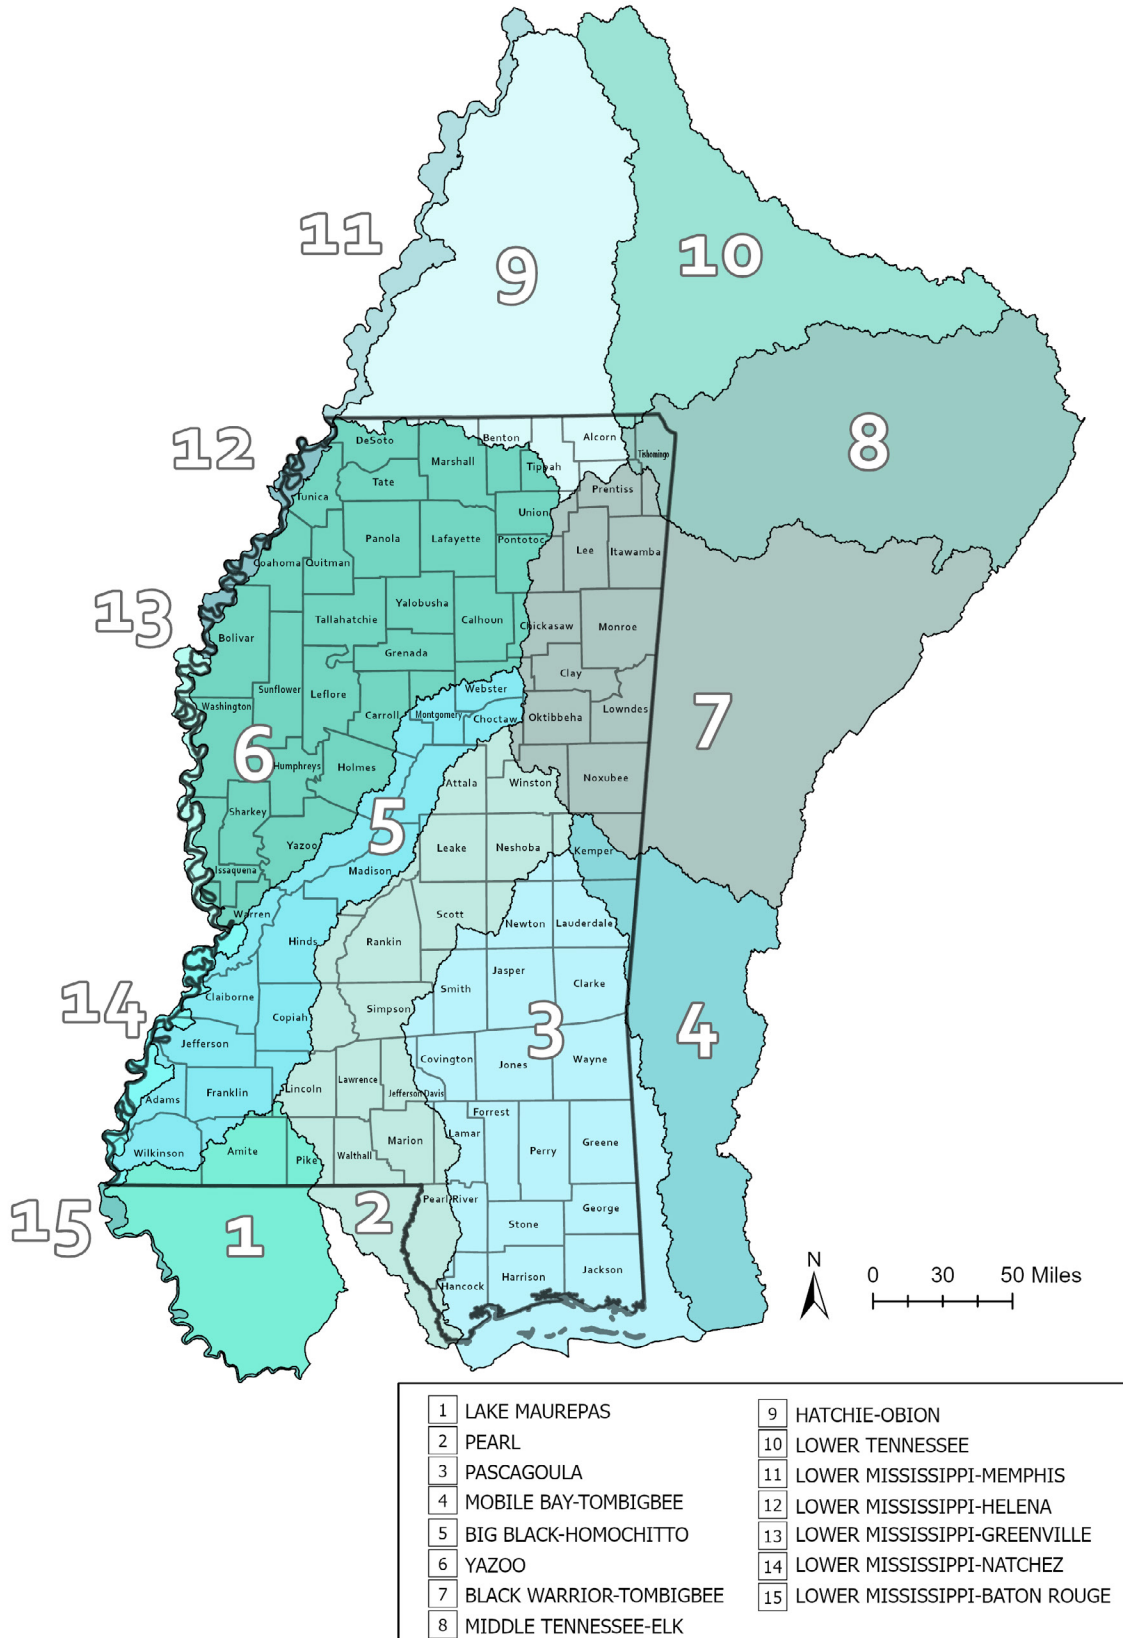 11
9
10
12
8
DeSoto
Benton
Alcorn
Marshall
Tishomingo
Tippah
Tate
Tunica
Prentiss
Union
Panola
Lafayette
Pontotoc
Lee
Itawamba
Coahoma
Quitman
13
Yalobusha
Tallahatchie
Calhoun
Chickasaw
Monroe
Bolivar
Grenada
Clay
Sunflower
Leflore
Webster
Washington
Carroll
Montgomery
Choctaw
Oktibbeha
Lowndes
7
6
Humphreys
Holmes
Attala
Winston
Noxubee
Sharkey
5
Yazoo
Leake
Neshoba
Kemper
Issaquena
Madison
Warren
Scott
Newton
Lauderdale
Hinds
Rankin
Jasper
Smith
Clarke
14
Claiborne
Simpson
Copiah
3
4
Jefferson
Covington
Jones
Wayne
Franklin
Lincoln
Lawrence
Jefferson Davis
Adams
Forrest
Lamar
Marion
Greene
Wilkinson
Amite
Pike
Walthall
Perry
15
1
2
Pearl River
George
Stone
Hancock
Harrison
Jackson
N
0 30 50 Miles
1 LAKE MAUREPAS
2 PEARL
3 PASCAGOULA
4 MOBILE BAY-TOMBIGBEE
5 BIG BLACK-HOMOCHITTO
6 YAZOO
7 BLACK WARRIOR-TOMBIGBEE
8 MIDDLE TENNESSEE-ELK
9 HATCHIE-OBION
10 LOWER TENNESSEE
11 LOWER MISSISSIPPI-MEMPHIS
12 LOWER MISSISSIPPI-HELENA
13 LOWER MISSISSIPPI-GREENVILLE
14 LOWER MISSISSIPPI-NATCHEZ
15 LOWER MISSISSIPPI-BATON ROUGE